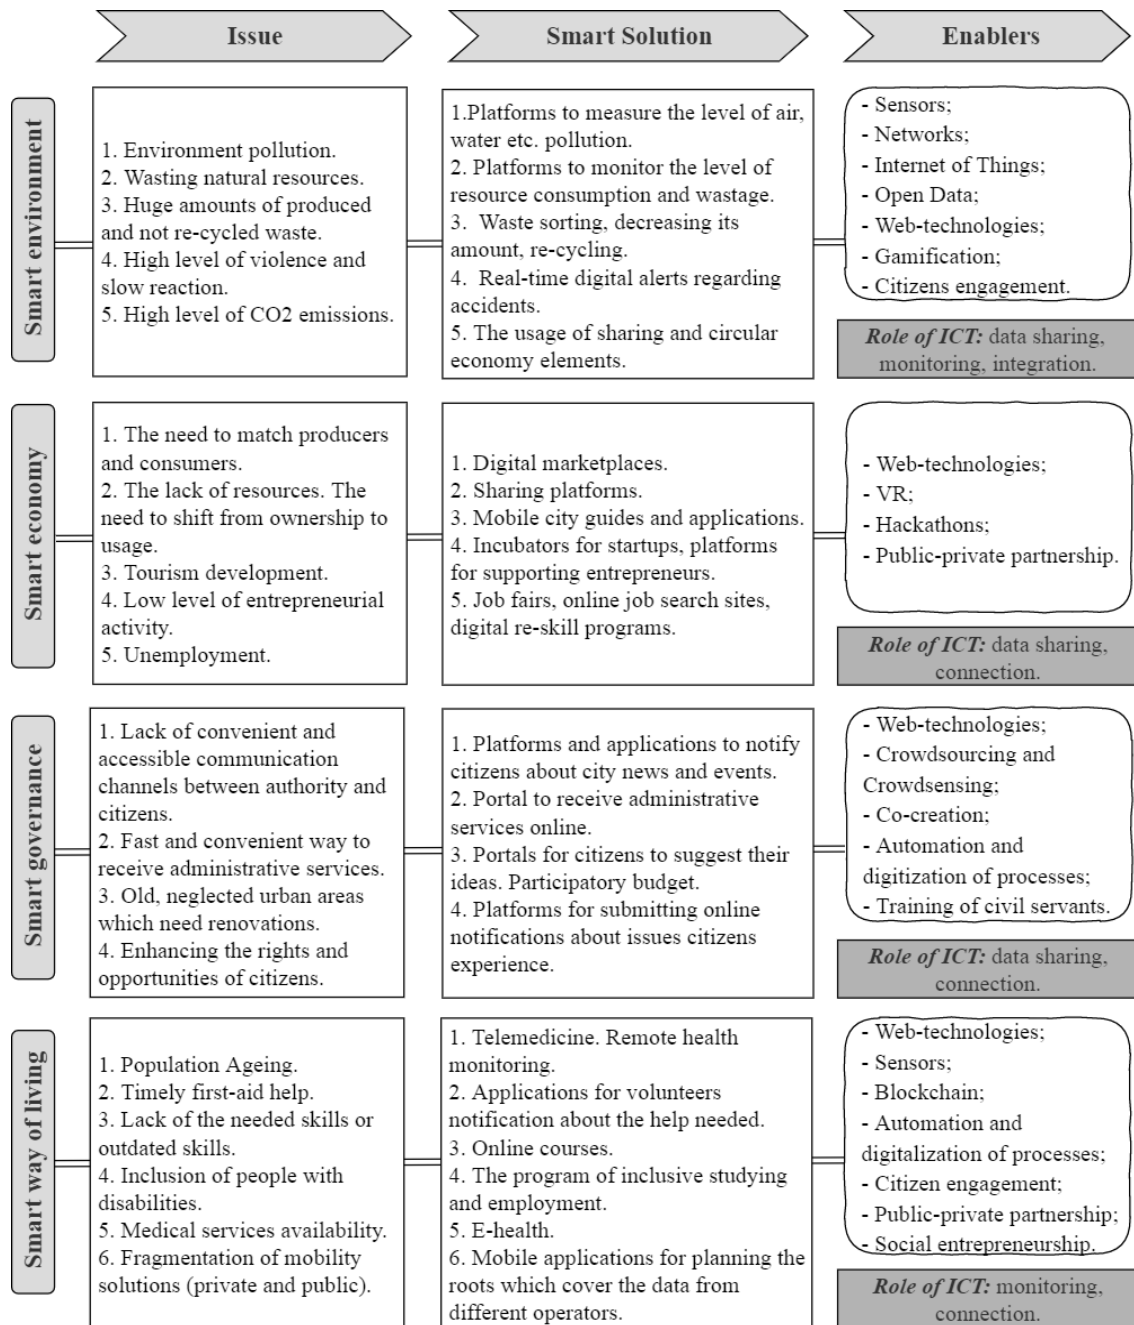 Issue
Smart Solution
Enablers
Smart environment
1. Environment pollution.
2. Wasting natural resources.
3. Huge amounts of produced
and not re-cycled waste.
4. High level of violence and
slow reaction.
5. High level of CO2 emissions.
1.Platforms to measure the level of air,
water etc. pollution.
2. Platforms to monitor the level of
resource consumption and wastage.
3. Waste sorting, decreasing its
amount, re-cycling.
4. Real-time digital alerts regarding
accidents.
5. The usage of sharing and circular
economy elements.
- Sensors;
- Networks;
- Internet of Things;
- Open Data;
- Web-technologies;
- Gamification;
- Citizens engagement.
Role of ICT: data sharing,
monitoring, integration.
Smart economy
1. The need to match producers
and consumers.
2. The lack of resources. The
need to shift from ownership to
usage.
3. Tourism development.
4. Low level of entrepreneurial
activity.
5. Unemployment.
1. Digital marketplaces.
2. Sharing platforms.
3. Mobile city guides and applications.
4. Incubators for startups, platforms
for supporting entrepreneurs.
5. Job fairs, online job search sites,
digital re-skill programs.
- Web-technologies;
- VR;
- Hackathons;
- Public-private partnership.
Role of ICT: data sharing,
connection.
Smart governance
1. Lack of convenient and
accessible communication
channels between authority and
citizens.
2. Fast and convenient way to
receive administrative services.
3. Old, neglected urban areas
which need renovations.
4. Enhancing the rights and
opportunities of citizens.
1. Platforms and applications to notify
citizens about city news and events.
2. Portal to receive administrative
services online.
3. Portals for citizens to suggest their
ideas. Participatory budget.
4. Platforms for submitting online
notifications about issues citizens
experience.
- Web-technologies;
- Crowdsourcing and
Crowdsensing;
- Co-creation;
- Automation and
digitization of processes;
- Training of civil servants.
Role of ICT: data sharing,
connection.
Smart way of living
1. Population Ageing.
2. Timely first-aid help.
3. Lack of the needed skills or
outdated skills.
4. Inclusion of people with
disabilities.
5. Medical services availability.
6. Fragmentation of mobility
solutions (private and public).
1. Telemedicine. Remote health
monitoring.
2. Applications for volunteers
notification about the help needed.
3. Online courses.
4. The program of inclusive studying
and employment.
5. E-health.
6. Mobile applications for planning the
roots which cover the data from
different operators.
- Web-technologies;
- Sensors;
- Blockchain;
- Automation and
digitalization of processes;
- Citizen engagement;
- Public-private partnership;
- Social entrepreneurship.
Role of ICT: monitoring,
connection.